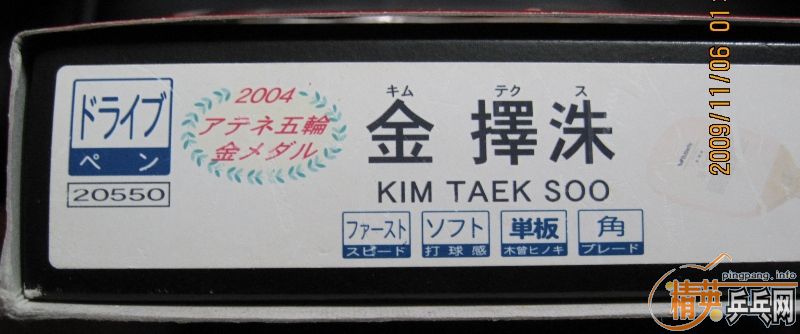 ドライブ
ペン
20550
2004
アテネ五輪
金メダル
キム テク ス
金 擇洙
KIM TAEK SOO
ファースト
スピード
ソフト
打球感
単板
木曽ヒノキ
角
ブレード
2009/11/06 01
pingpang.info
精英乒乓网